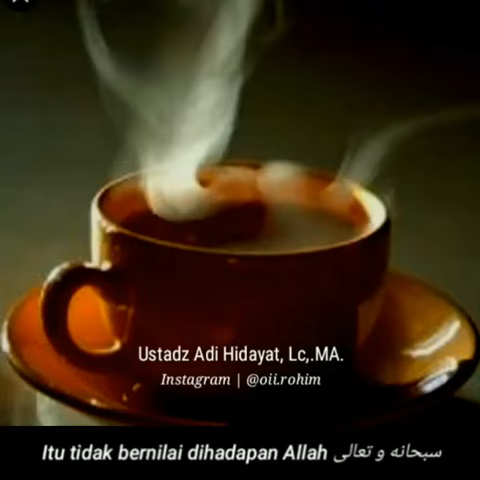 Ustadz Adi Hidayat, Lc,.MA.
Instagram | @oii.rohim
Itu tidak bernilai dihadapan Allah سبحانه و تعالى